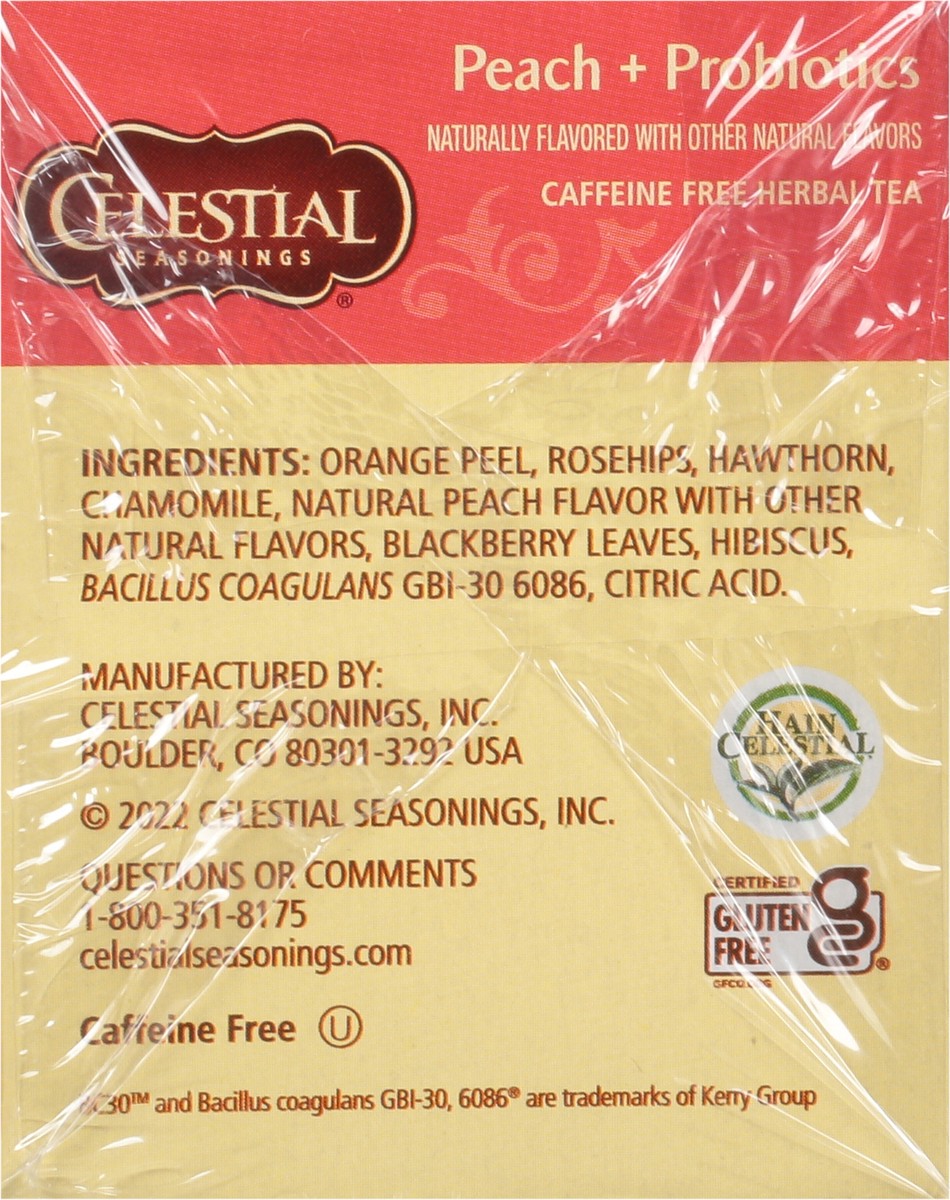 Peach + Probiotics
NATURALLY FLAVORED WITH OTHER NATURAL FLAVORS
CAFFEINE FREE HERBAL TEA
CELESTIAL
SEASONINGS
®
INGREDIENTS: ORANGE PEEL, ROSEHIPS, HAWTHORN,
CHAMOMILE, NATURAL PEACH FLAVOR WITH OTHER
NATURAL FLAVORS, BLACKBERRY LEAVES, HIBISCUS,
BACILLUS COAGULANS GBI-30 6086, CITRIC ACID.
MANUFACTURED BY:
CELESTIAL SEASONINGS, INC.
BOULDER, CO 80301-3292 USA
© 2022 CELESTIAL SEASONINGS, INC.
QUESTIONS OR COMMENTS
1-800-351-8175
celestialseasonings.com
Caffeine Free Ⓤ
BC30™ and Bacillus coagulans GBI-30, 6086® are trademarks of Kerry Group
HAIN
CELESTIAL
CERTIFIED
GLUTEN
FREE
g
®
GFCO.ORG